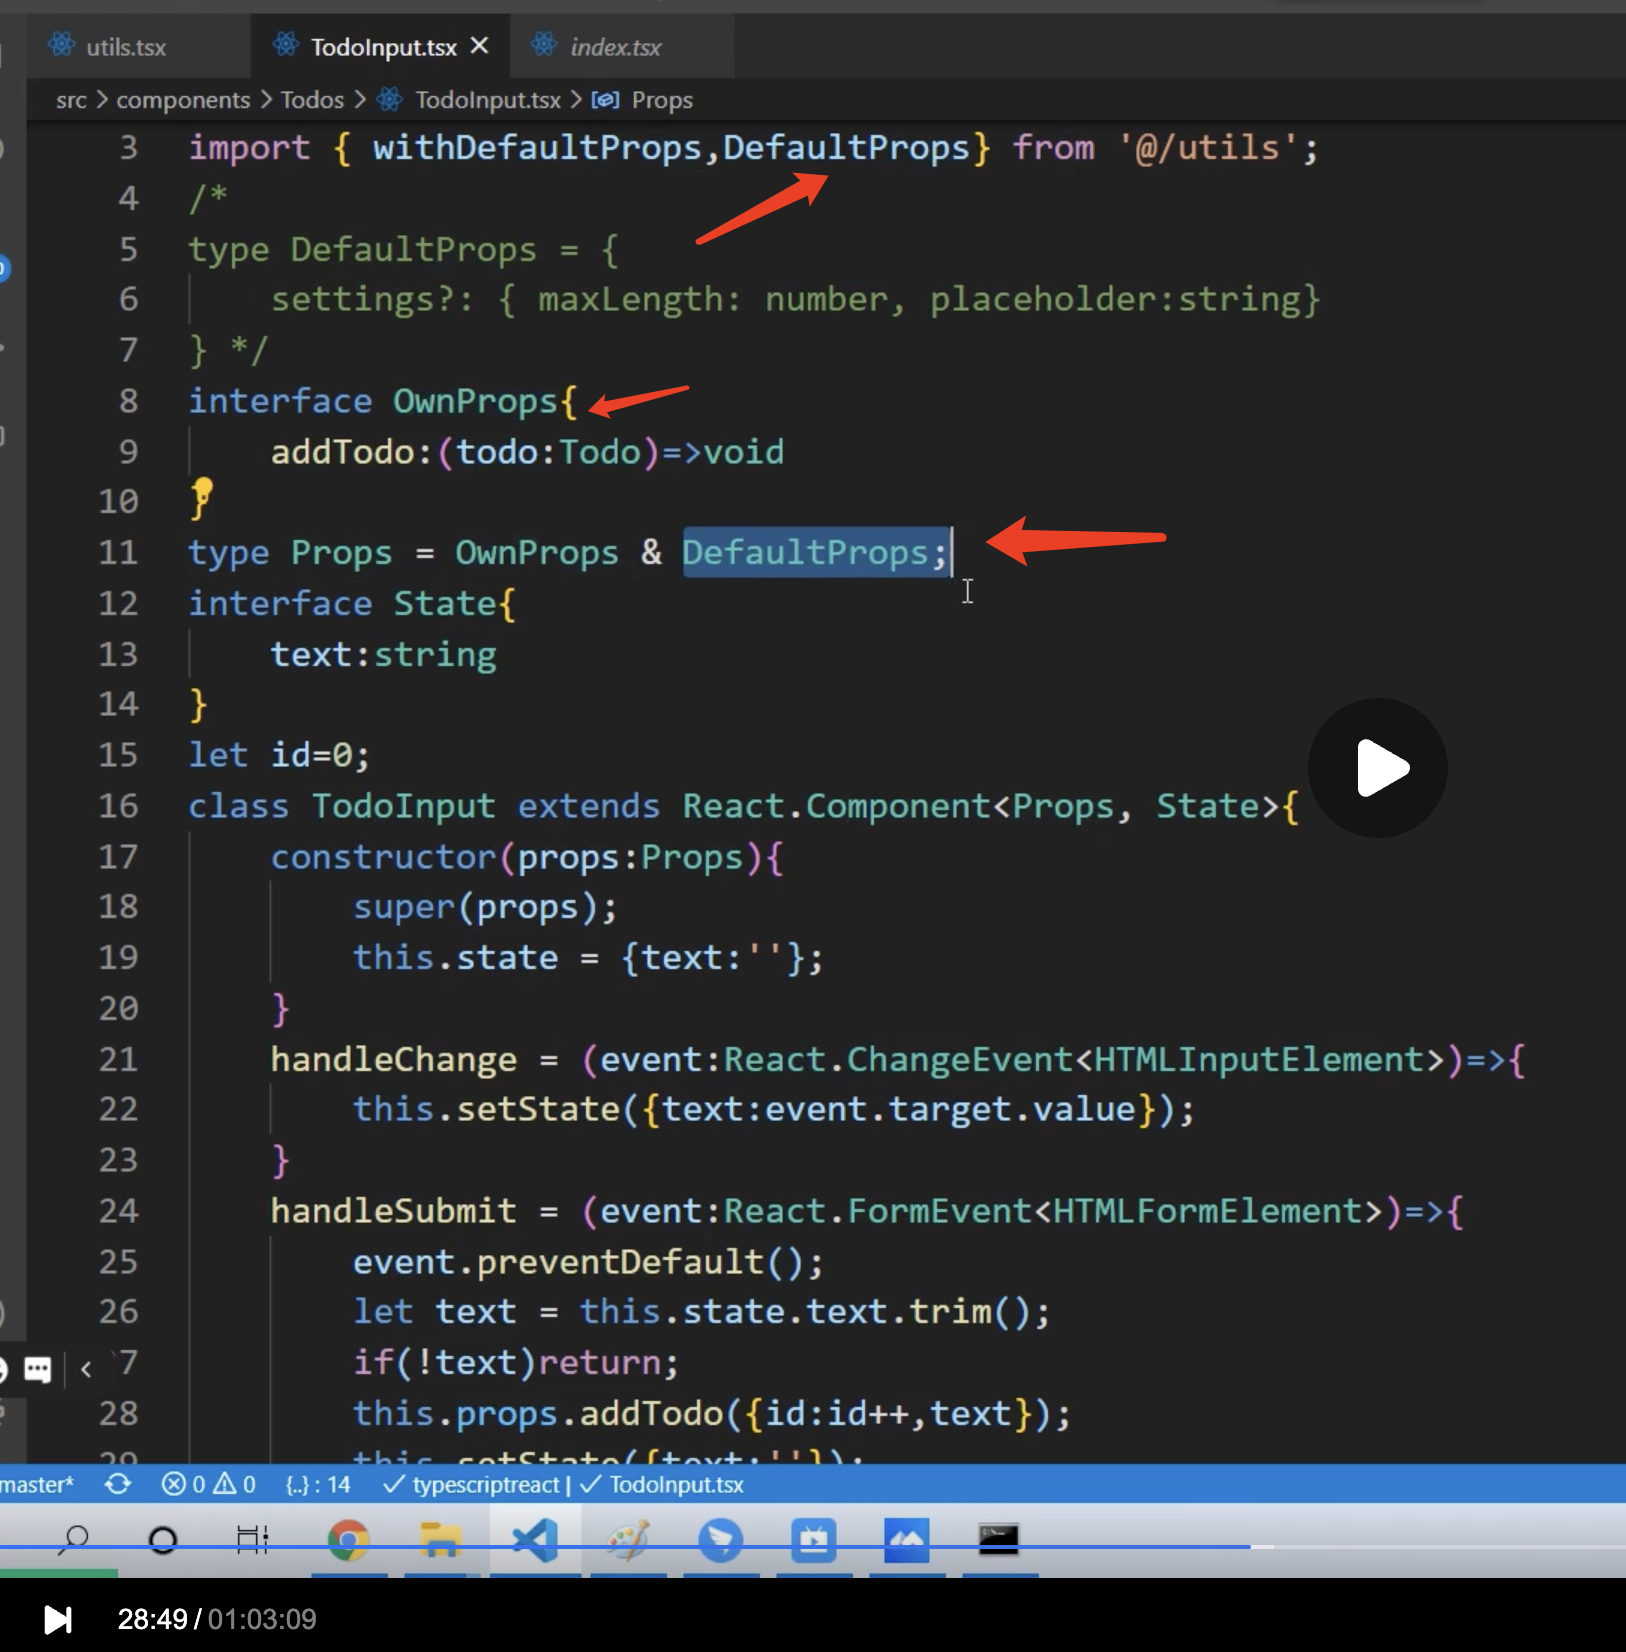 utils.tsx TodoInput.tsx index.tsx
src > components > Todos > TodoInput.tsx > Props
3 import { withDefaultProps,DefaultProps} from '@/utils';
4 /*
5 type DefaultProps = {
6 settings?: { maxLength: number, placeholder:string}
7 } */
8 interface OwnProps{
9 addTodo:(todo:Todo)=>void
10 }
11 type Props = OwnProps & DefaultProps;
12 interface State{
13 text:string
14 }
15 let id=0;
16 class TodoInput extends React.Component<Props, State>{
17 constructor(props:Props){
18 super(props);
19 this.state = {text:''};
20 }
21 handleChange = (event:React.ChangeEvent<HTMLInputElement>)=>{
22 this.setState({text:event.target.value});
23 }
24 handleSubmit = (event:React.FormEvent<HTMLFormElement>)=>{
25 event.preventDefault();
26 let text = this.state.text.trim();
7 if(!text)return;
28 this.props.addTodo({id:id++,text});
29 this.setState({text:''});
master* 0 0 {..} : 14 ✓ typescriptreact | ✓ TodoInput.tsx
28:49 / 01:03:09